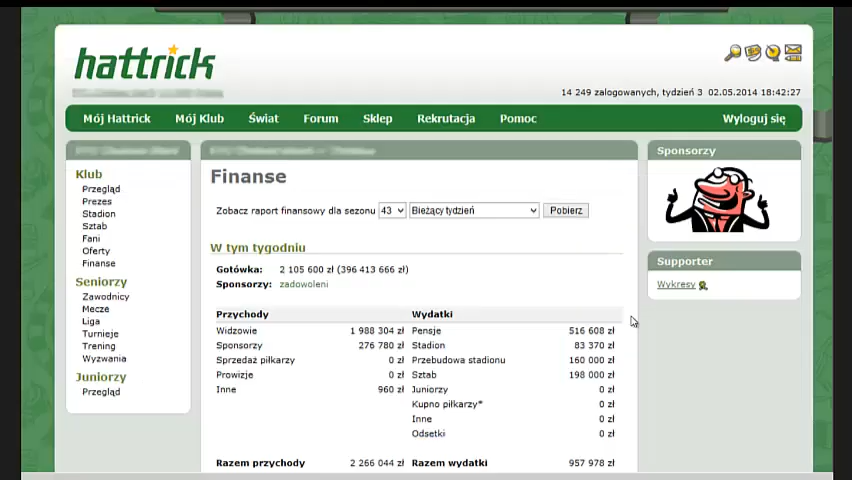 hattrick
14 249 zalogowanych, tydzień 3 02.05.2014 18:42:27
Mój Hattrick Mój Klub Świat Forum Sklep Rekrutacja Pomoc Wyloguj się
Klub
Przegląd
Prezes
Stadion
Sztab
Fani
Oferty
Finanse
Seniorzy
Zawodnicy
Mecze
Liga
Turnieje
Trening
Wyzwania
Juniorzy
Przegląd
Finanse
Zobacz raport finansowy dla sezonu 43 Bieżący tydzień Pobierz
W tym tygodniu
Gotówka: 2 105 600 zł (396 413 666 zł)
Sponsorzy: zadowoleni
Przychody Wydatki
Widzowie 1 988 304 zł Pensje 516 608 zł
Sponsorzy 276 780 zł Stadion 83 370 zł
Sprzedaż piłkarzy 0 zł Przebudowa stadionu 160 000 zł
Prowizje 0 zł Sztab 198 000 zł
Inne 960 zł Juniorzy 0 zł
Kupno piłkarzy* 0 zł
Inne 0 zł
Odsetki 0 zł
Razem przychody 2 266 044 zł Razem wydatki 957 978 zł
Sponsorzy
Supporter
Wykresy